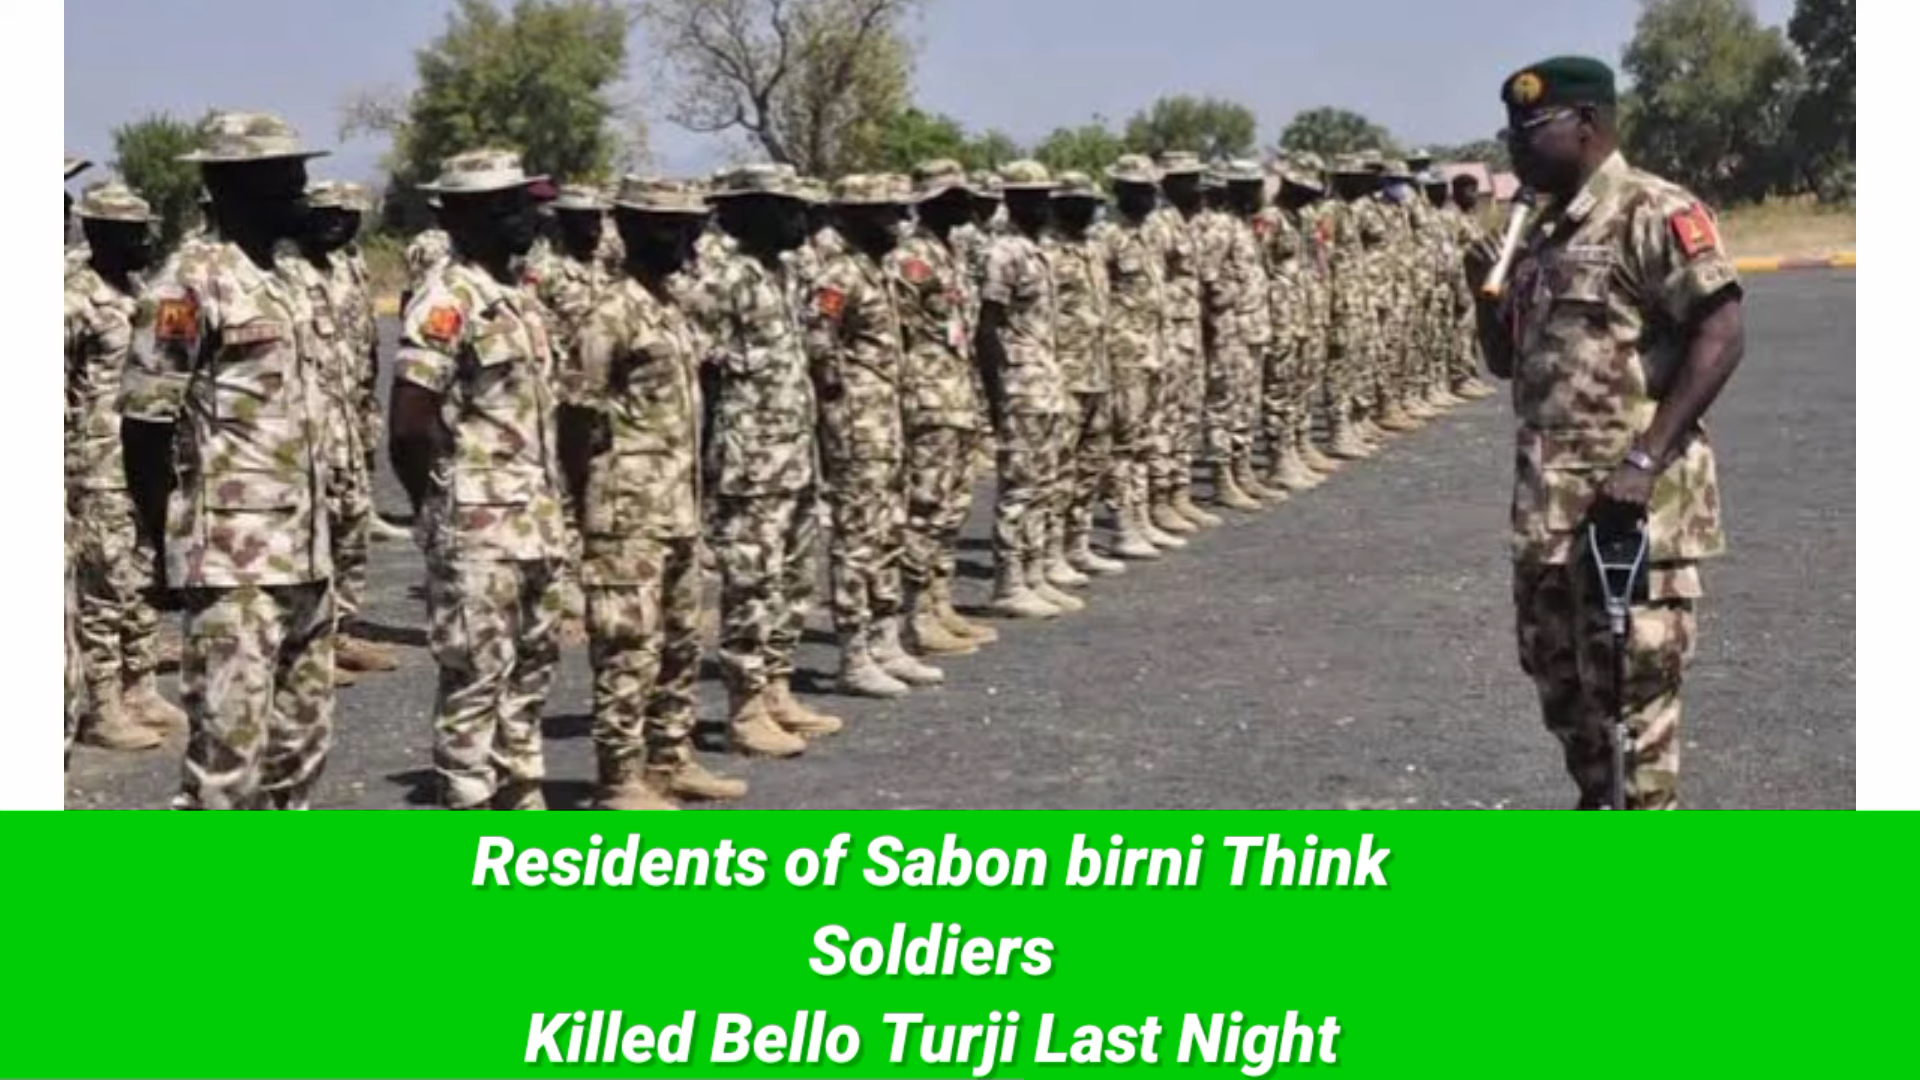 Residents of Sabon birni Think
Soldiers
Killed Bello Turji Last Night